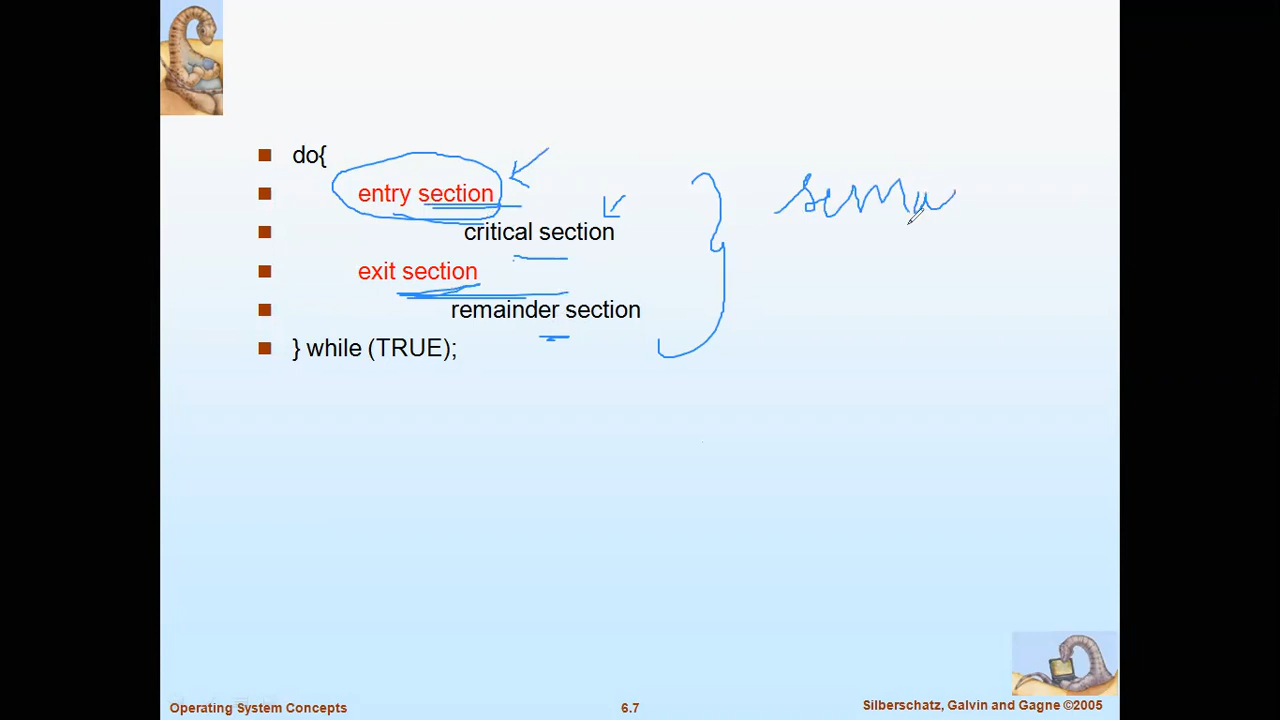 do{
entry section
critical section
exit section
remainder section
} while (TRUE);
sema
Operating System Concepts
6.7
Silberschatz, Galvin and Gagne ©2005